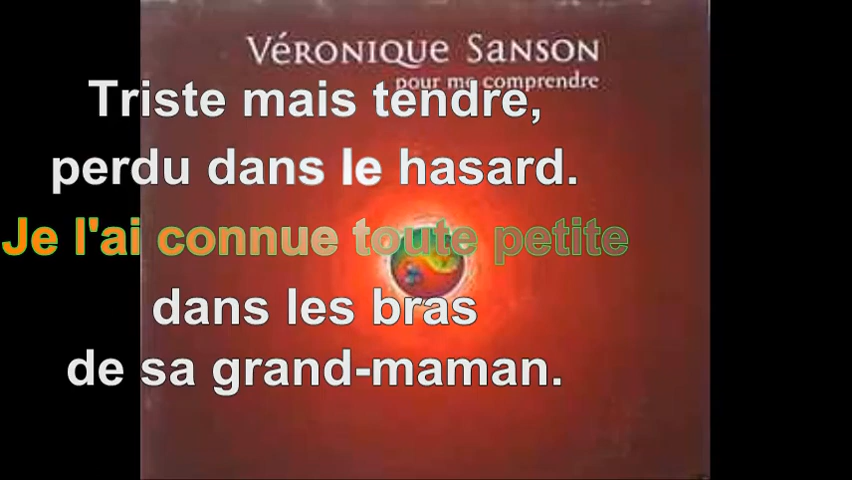 Véronique Sanson
pour me comprendre
Triste mais tendre,
perdu dans le hasard.
Je l'ai connue toute petite
dans les bras
de sa grand-maman.